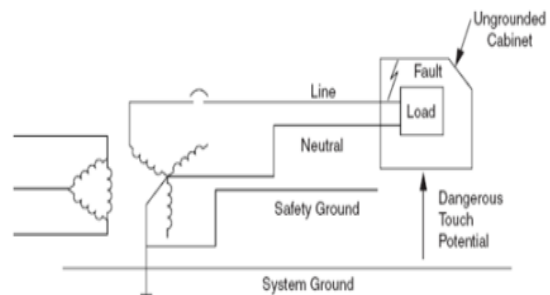 Ungrounded
Cabinet
Fault
Line
Load
Neutral
Safety Ground
Dangerous
Touch
Potential
System Ground